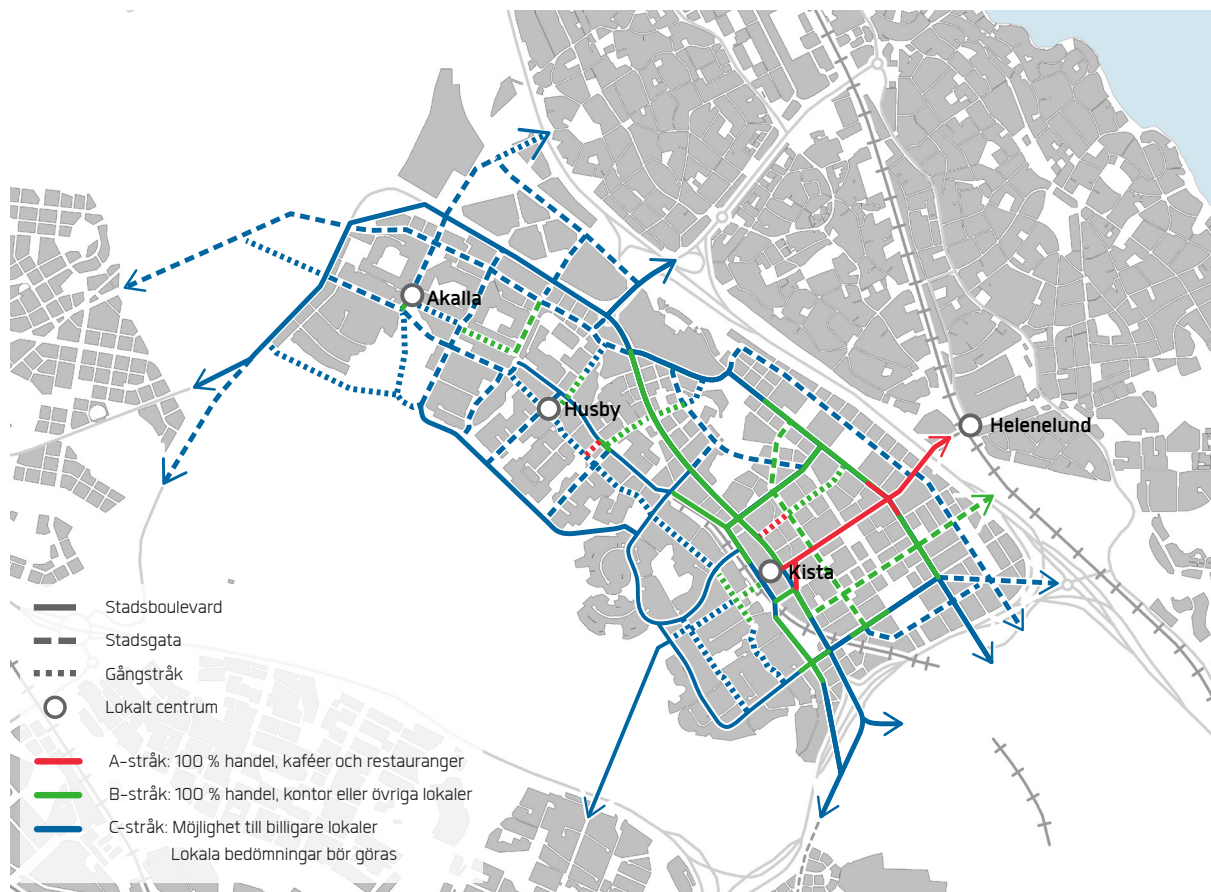 Akalla
Husby
Helenelund
Kista
Stadsboulevard
Stadsgata
Gångstråk
Lokalt centrum
A-stråk: 100 % handel, kaféer och restauranger
B-stråk: 100 % handel, kontor eller övriga lokaler
C-stråk: Möjlighet till billigare lokaler
Lokala bedömningar bör göras